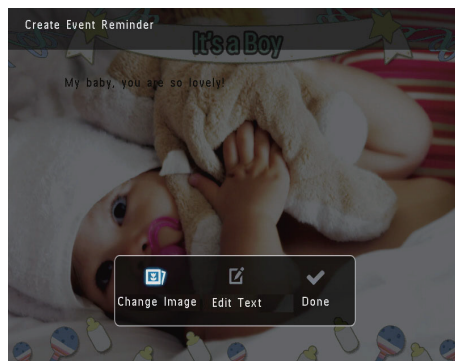 Create Event Reminder
It's a Boy
My baby, you are so lovely!
Change Image
Edit Text
Done